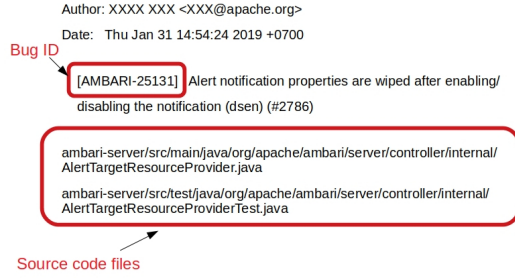 Author: XXXX XXX <XXX@apache.org>
Date: Thu Jan 31 14:54:24 2019 +0700
Bug ID
[AMBARI-25131] Alert notification properties are wiped after enabling/
disabling the notification (dsen) (#2786)
ambari-server/src/main/java/org/apache/ambari/server/controller/internal/
AlertTargetResourceProvider.java
ambari-server/src/test/java/org/apache/ambari/server/controller/internal/
AlertTargetResourceProviderTest.java
Source code files